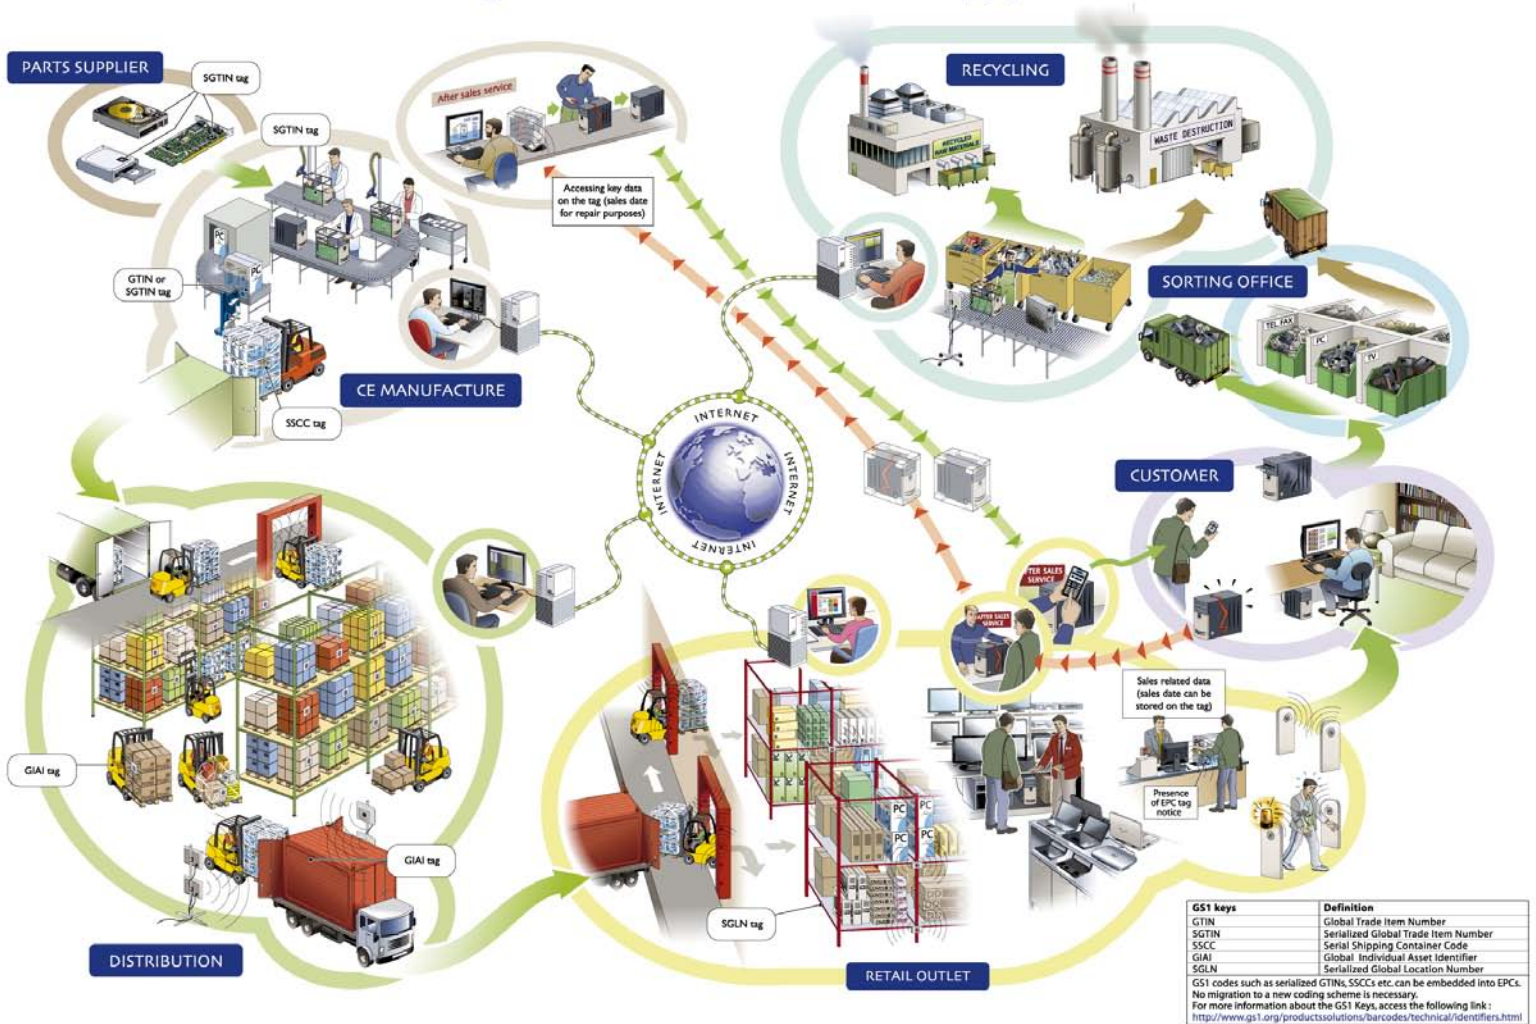 PARTS SUPPLIER
SGTIN tag
SGTIN tag
After sales service
Accessing key data
on the tag (sales date
for repair purposes)
RECYCLING
RECYCLED
RAW MATERIALS
WASTE DESTRUCTION
PC
PC
GTIN or
SGTIN tag
SSCC tag
CE MANUFACTURE
SORTING OFFICE
TEL FAX
PC
TV
INTERNET
INTERNET
INTERNET
INTERNET
CUSTOMER
AFTER SALES
SERVICE
AFTER SALES
SERVICE
Sales related data
(sales date can be
stored on the tag)
Presence
of EPC tag
notice
GIAI tag
GIAI tag
DISTRIBUTION
PC
PC
PC
PC
SGLN tag
RETAIL OUTLET
GS1 keys Definition
GTIN Global Trade Item Number
SGTIN Serialized Global Trade Item Number
SSCC Serial Shipping Container Code
GIAI Global Individual Asset Identifier
SGLN Serialized Global Location Number
GS1 codes such as serialized GTINs, SSCCs etc. can be embedded into EPCs.
No migration to a new coding scheme is necessary.
For more information about the GS1 Keys, access the following link :
http://www.gs1.org/productssolutions/barcodes/technical/identifiers.html